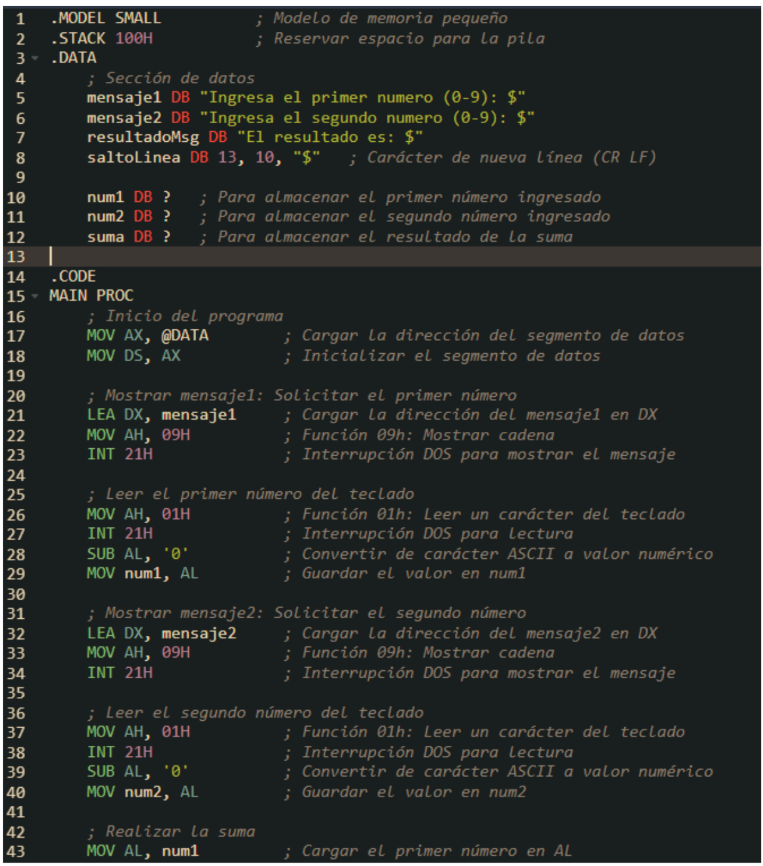 1 .MODEL SMALL ; Modelo de memoria pequeño
2 .STACK 100H ; Reservar espacio para la pila
3 .DATA
4 ; Sección de datos
5 mensaje1 DB "Ingresa el primer numero (0-9): $"
6 mensaje2 DB "Ingresa el segundo numero (0-9): $"
7 resultadoMsg DB "El resultado es: $"
8 saltoLinea DB 13, 10, "$" ; Carácter de nueva línea (CR LF)
9
10 num1 DB ? ; Para almacenar el primer número ingresado
11 num2 DB ? ; Para almacenar el segundo número ingresado
12 suma DB ? ; Para almacenar el resultado de la suma
13
14 .CODE
15 MAIN PROC
16 ; Inicio del programa
17 MOV AX, @DATA ; Cargar la dirección del segmento de datos
18 MOV DS, AX ; Inicializar el segmento de datos
19
20 ; Mostrar mensaje1: Solicitar el primer número
21 LEA DX, mensaje1 ; Cargar la dirección del mensaje1 en DX
22 MOV AH, 09H ; Función 09h: Mostrar cadena
23 INT 21H ; Interrupción DOS para mostrar el mensaje
24
25 ; Leer el primer número del teclado
26 MOV AH, 01H ; Función 01h: Leer un carácter del teclado
27 INT 21H ; Interrupción DOS para lectura
28 SUB AL, '0' ; Convertir de carácter ASCII a valor numérico
29 MOV num1, AL ; Guardar el valor en num1
30
31 ; Mostrar mensaje2: Solicitar el segundo número
32 LEA DX, mensaje2 ; Cargar la dirección del mensaje2 en DX
33 MOV AH, 09H ; Función 09h: Mostrar cadena
34 INT 21H ; Interrupción DOS para mostrar el mensaje
35
36 ; Leer el segundo número del teclado
37 MOV AH, 01H ; Función 01h: Leer un carácter del teclado
38 INT 21H ; Interrupción DOS para lectura
39 SUB AL, '0' ; Convertir de carácter ASCII a valor numérico
40 MOV num2, AL ; Guardar el valor en num2
41
42 ; Realizar la suma
43 MOV AL, num1 ; Cargar el primer número en AL